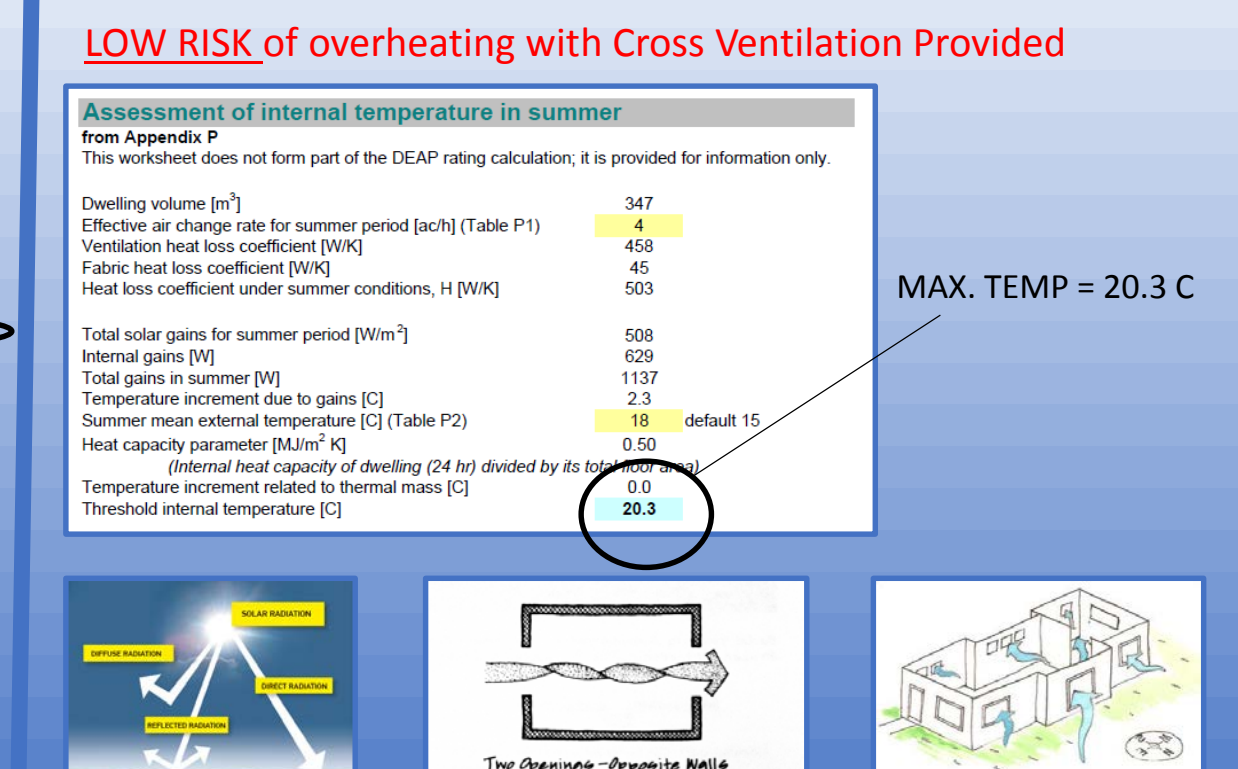 LOW RISK of overheating with Cross Ventilation Provided
Assessment of internal temperature in summer
from Appendix P
This worksheet does not form part of the DEAP rating calculation; it is provided for information only.
Dwelling volume [m³] 347
Effective air change rate for summer period [ac/h] (Table P1) 4
Ventilation heat loss coefficient [W/K] 458
Fabric heat loss coefficient [W/K] 45
Heat loss coefficient under summer conditions, H [W/K] 503
MAX. TEMP = 20.3 C
Total solar gains for summer period [W/m²] 508
Internal gains [W] 629
Total gains in summer [W] 1137
Temperature increment due to gains [C] 2.3
Summer mean external temperature [C] (Table P2) 18 default 15
Heat capacity parameter [MJ/m² K] 0.50
(Internal heat capacity of dwelling (24 hr) divided by its total floor area)
Temperature increment related to thermal mass [C] 0.0
Threshold internal temperature [C] 20.3
SOLAR RADIATION
DIFFUSE RADIATION
DIRECT RADIATION
REFLECTED RADIATION
Two Openings - Opposite Walls